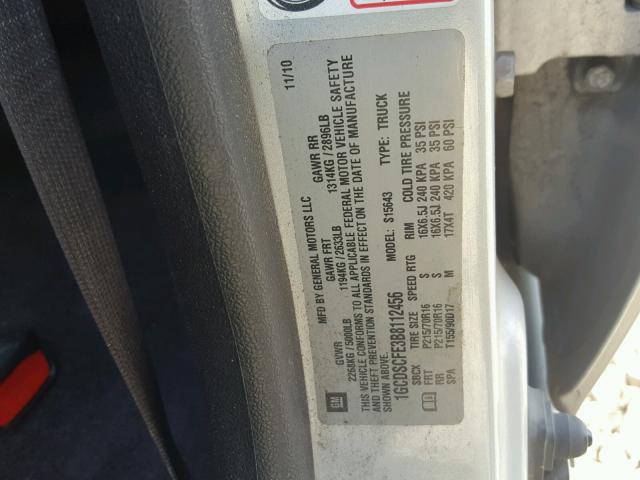 MFD BY GENERAL MOTORS LLC 11/10
GVWR GAWR FRT GAWR RR
2268KG / 5000LB 1194KG / 2633LB 1314KG / 2896LB
THIS VEHICLE CONFORMS TO ALL APPLICABLE FEDERAL MOTOR VEHICLE SAFETY
AND THEFT PREVENTION STANDARDS IN EFFECT ON THE DATE OF MANUFACTURE
SHOWN ABOVE.
1GCDSCFE3B8112456 MODEL: S15643 TYPE: TRUCK
SBCK TIRE SIZE SPEED RTG RIM COLD TIRE PRESSURE
FRT P215/70R16 S 16X6.5J 240 KPA 35 PSI
RR P215/70R16 S 16X6.5J 240 KPA 35 PSI
SPA T155/90D17 M 17X4T 420 KPA 60 PSI
GM